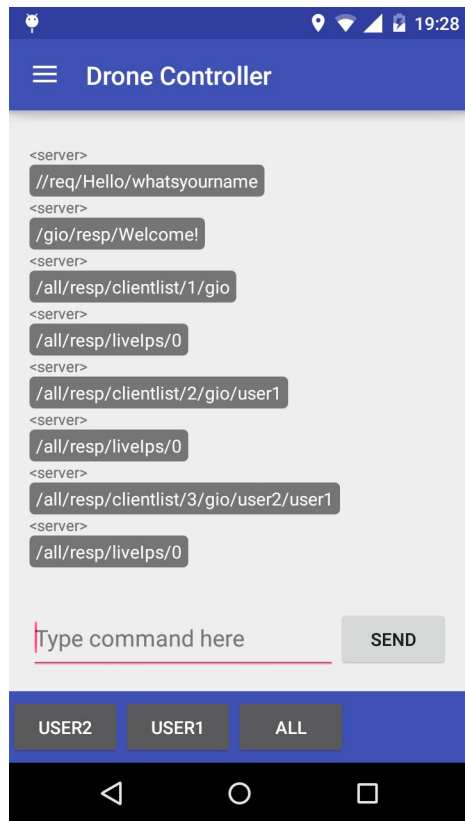 19:28
Drone Controller
<server>
//req/Hello/whatsyourname
<server>
/gio/resp/Welcome!
<server>
/all/resp/clientlist/1/gio
<server>
/all/resp/liveIps/0
<server>
/all/resp/clientlist/2/gio/user1
<server>
/all/resp/liveIps/0
<server>
/all/resp/clientlist/3/gio/user2/user1
<server>
/all/resp/liveIps/0
Type command here SEND
USER2 USER1 ALL